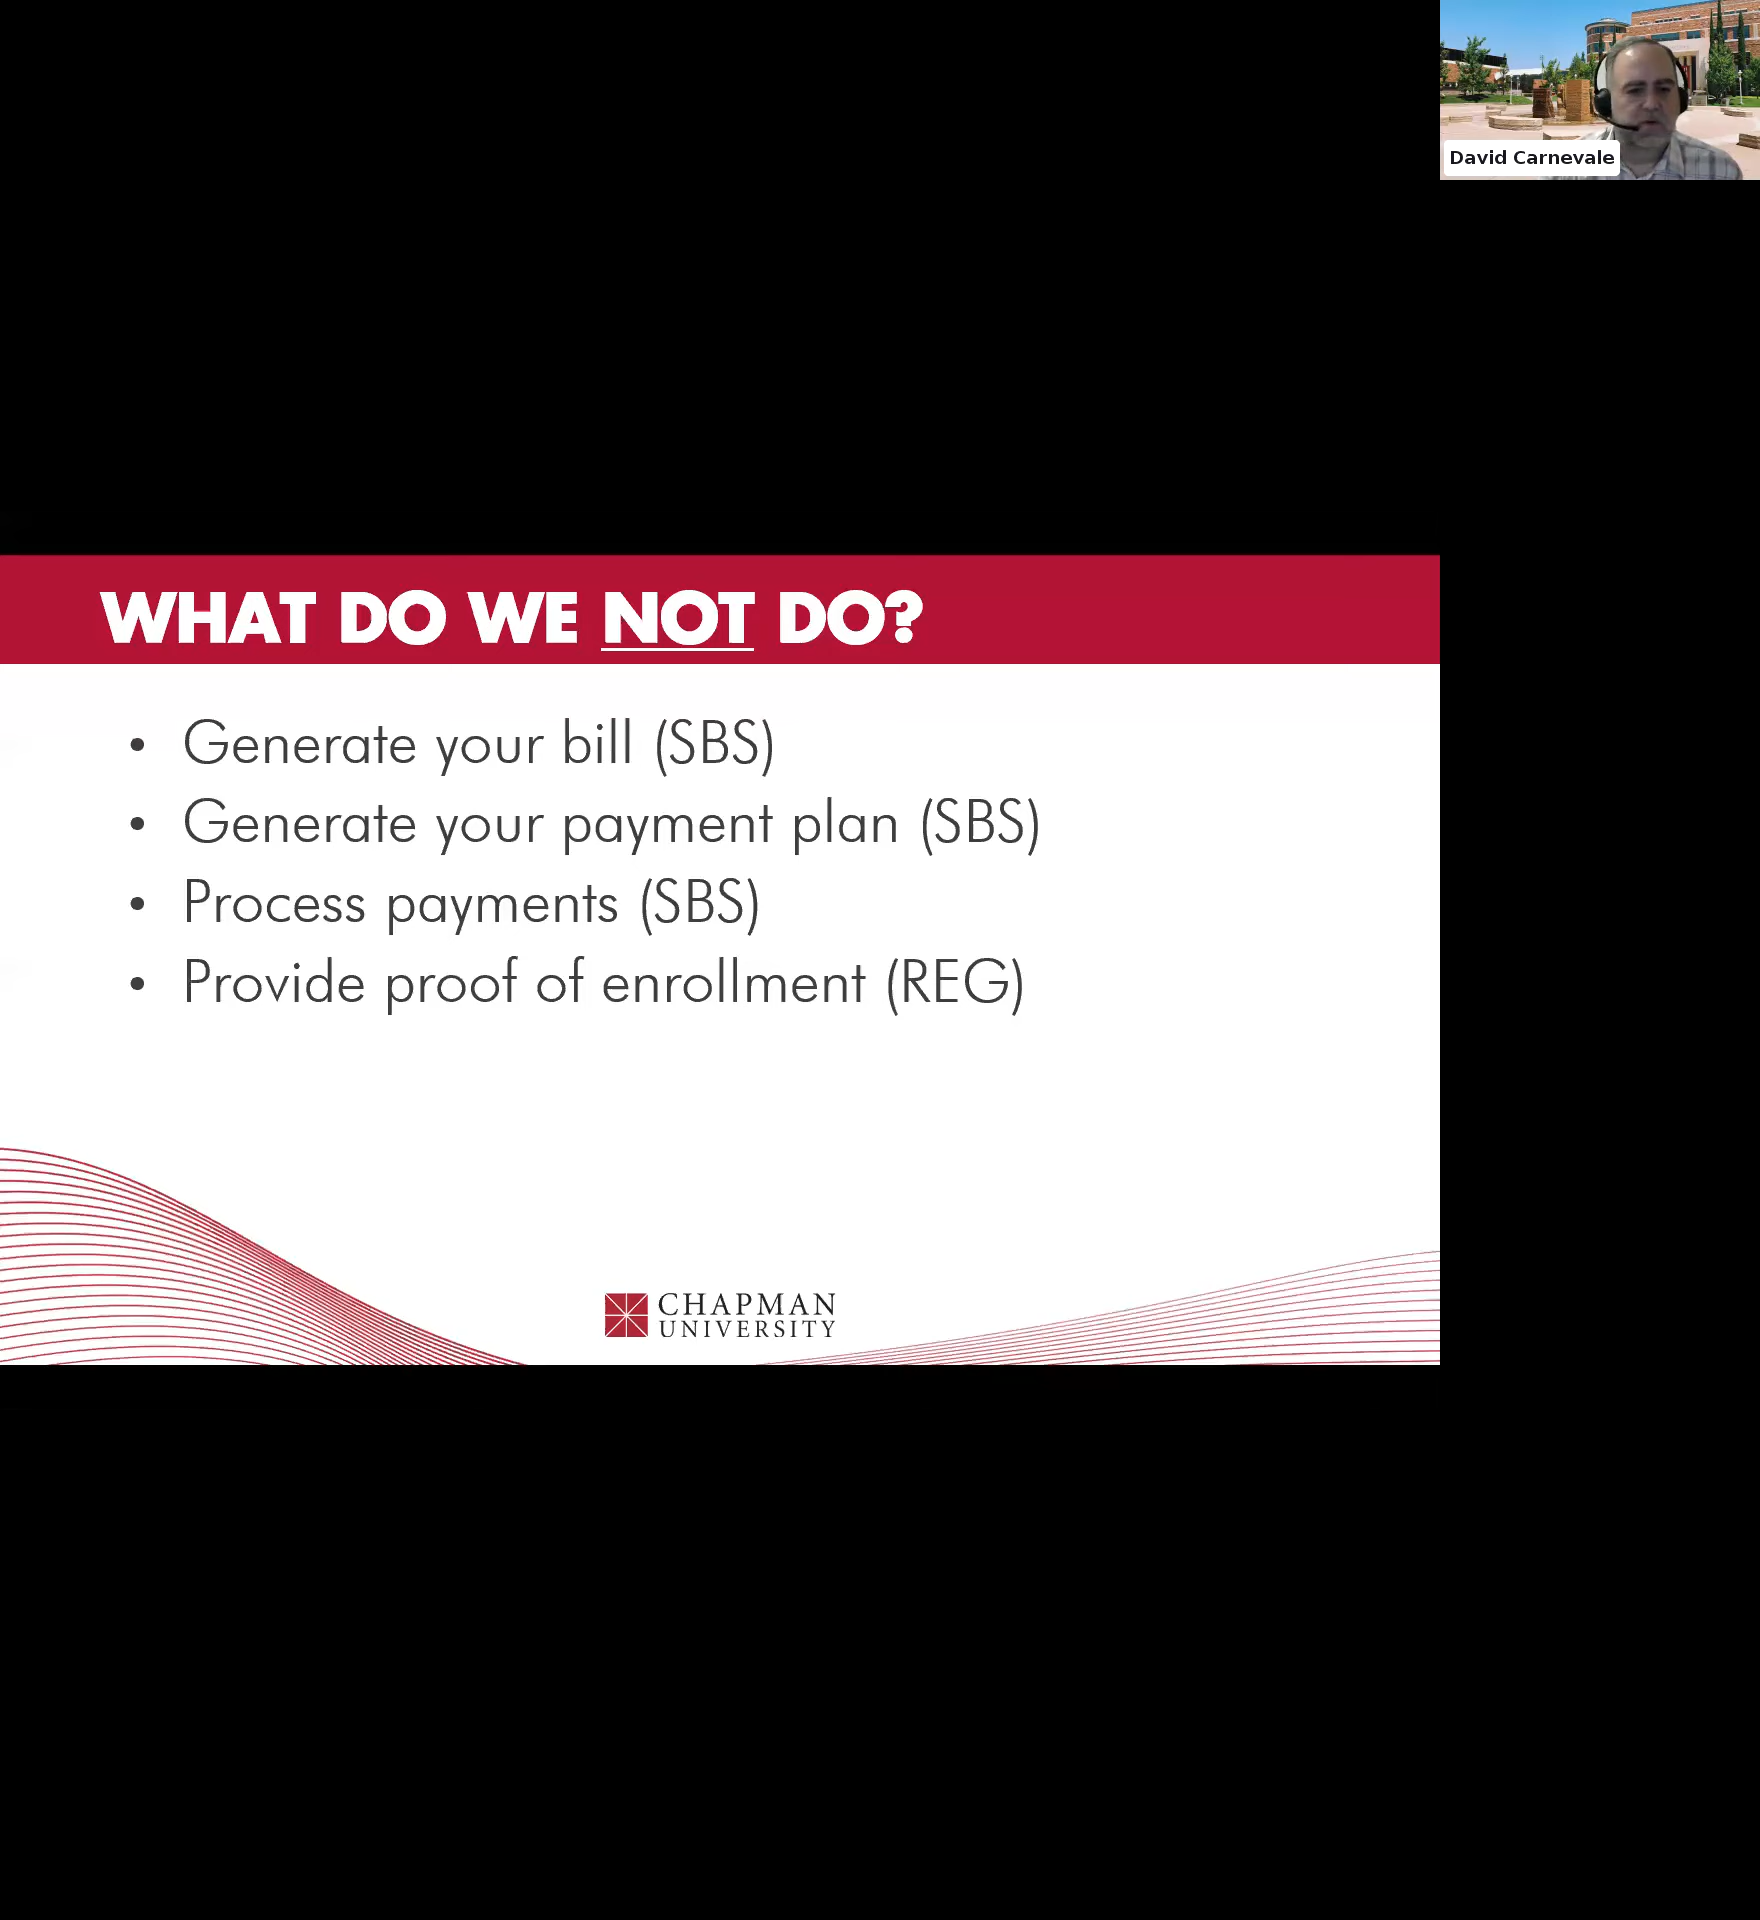 David Carnevale
WHAT DO WE NOT DO?
• Generate your bill (SBS)
• Generate your payment plan (SBS)
• Process payments (SBS)
• Provide proof of enrollment (REG)
CHAPMAN
UNIVERSITY